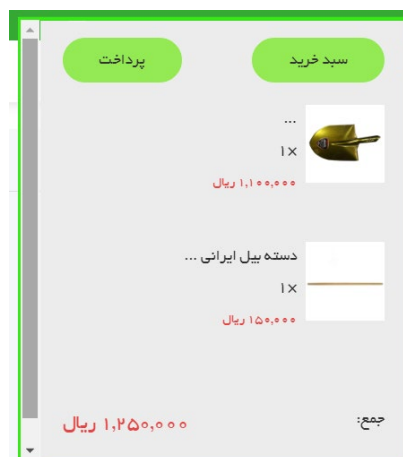 سبد خرید
پرداخت
...
×۱
۱,۱۰۰,۰۰۰ ریال
دسته بیل ایرانی ...
×۱
۱۵۰,۰۰۰ ریال
جمع:
۱,۲۵۰,۰۰۰ ریال